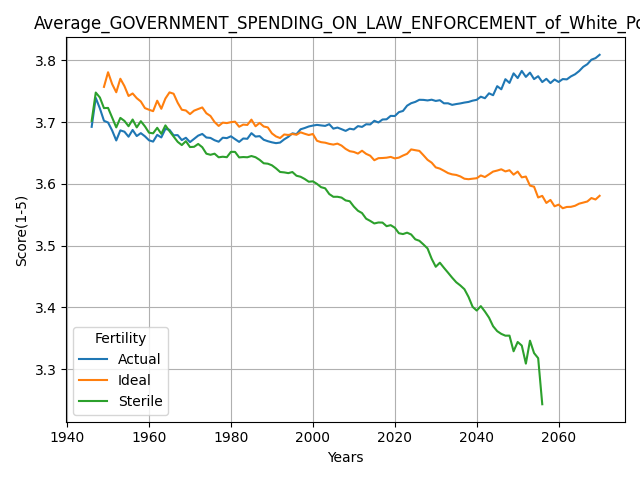 Average_GOVERNMENT_SPENDING_ON_LAW_ENFORCEMENT_of_White_Po
3.8
3.7
3.6
3.5
3.4
3.3
Score(1-5)
Fertility
Actual
Ideal
Sterile
1940 1960 1980 2000 2020 2040 2060
Years